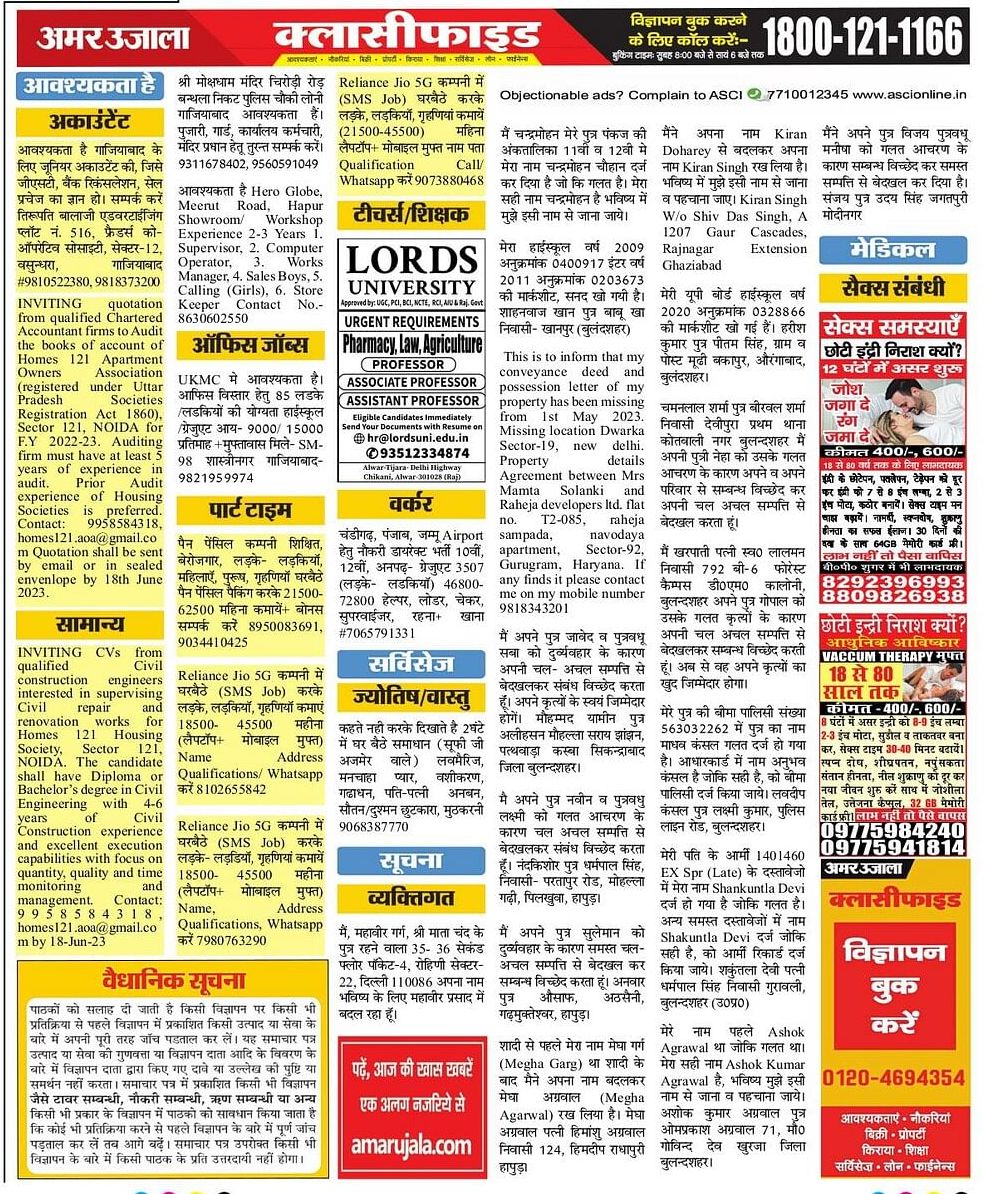 अमर उजाला
क्लासीफाइड
आवश्यकताएं • नौकरियां • बिक्री • प्रॉपर्टी • किराया • शिक्षा • सर्विसेज • लोन • फाईनेन्स
विज्ञापन बुक करने
के लिए कॉल करें:-
बुकिंग टाइमः सुबह 8:00 बजे से सायं 6 बजे तक
1800-121-1166
आवश्यकता है
अकाउंटेंट
आवश्यकता है गाजियाबाद के
लिए जूनियर अकाउटेंट की, जिसे
जीएसटी, बैंक रिकंसलेशन, सेल
प्रचेज का ज्ञान हो। सम्पर्क करें
तिरूपति बालाजी एडवरटाईजिंग
प्लॉट नं. 516, फ्रैडर्स को-
ऑपरेटिव सोसाइटी, सेक्टर-12,
वसुन्धरा, गाजियाबाद
#9810522380, 9818373200
INVITING quotation
from qualified Chartered
Accountant firms to Audit
the books of account of
Homes 121 Apartment
Owners Association
(registered under Uttar
Pradesh Societies
Registration Act 1860),
Sector 121, NOIDA for
F.Y 2022-23. Auditing
firm must have at least 5
years of experience in
audit. Prior Audit
experience of Housing
Societies is preferred.
Contact: 9958584318,
homes121.aoa@gmail.co
m Quotation shall be sent
by email or in sealed
envenlope by 18th June
2023.
सामान्य
INVITING CVs from
qualified Civil
construction engineers
interested in supervising
Civil repair and
renovation works for
Homes 121 Housing
Society, Sector 121,
NOIDA. The candidate
shall have Diploma or
Bachelor's degree in Civil
Engineering with 4-6
years of Civil
Construction experience
and excellent execution
capabilities with focus on
quantity, quality and time
monitoring and
management. Contact:
9958584318,
homes121.aoa@gmail.co
m by 18-Jun-23
श्री मोक्षधाम मंदिर चिरोड़ी रोड़
बन्थला निकट पुलिस चौकी लोनी
गाजियाबाद आवश्यकता हैं।
पुजारी, गार्ड, कार्यालय कर्मचारी,
मंदिर प्रधान हेतु तुरन्त सम्पर्क करें।
9311678402, 9560591049
आवश्यकता है Hero Globe,
Meerut Road, Hapur
Showroom/ Workshop
Experience 2-3 Years 1.
Supervisor, 2. Computer
Operator, 3. Works
Manager, 4. Sales Boys, 5.
Calling (Girls), 6. Store
Keeper Contact No.-
8630602550
ऑफिस जॉब्स
UKMC मे आवश्यकता है।
आफिस विस्तार हेतु 85 लडके
/लडकियों की योग्यता हाईस्कूल
/ग्रेजुएट आय- 9000/ 15000
प्रतिमाह +मुफ्तावास मिले- SM-
98 शास्त्रीनगर गाजियाबाद-
9821959974
पार्ट टाइम
पैन पेंसिल कम्पनी शिक्षित,
बेरोजगार, लड़के- लड़कियाँ,
महिलाएँ, पुरूष, गृहणियाँ घरबैठे
पैन पेंसिल पैकिंग करके 21500-
62500 महिना कमायें+ बोनस
सम्पर्क करें 8950083691,
9034410425
Reliance Jio 5G कम्पनी में
घरबैठे (SMS Job) करके
लड़के, लड़कियाँ, गृहणियाँ कमाएं
18500- 45500 महीना
(लैपटॉप+ मोबाइल मुफ्त)
Name Address
Qualifications/ Whatsapp
करें 8102655842
Reliance Jio 5G कम्पनी में
घरबैठे (SMS Job) करके
लड़के- लडडियाँ, गृहणियां कमायें
18500- 45500 महीना
(लैपटॉप+ मोबाइल मुफ्त)
Name, Address
Qualifications, Whatsapp
करें 7980763290
वैधानिक सूचना
पाठकों को सलाह दी जाती है किसी विज्ञापन पर किसी भी
प्रतिक्रिया से पहले विज्ञापन में प्रकाशित किसी उत्पाद या सेवा के
बारे में अपनी पूरी तरह जाँच पडताल कर लें। यह समाचार पत्र
उत्पाद या सेवा की गुणवत्ता या विज्ञापन दाता आदि के विवरण के
बारे में विज्ञापन दाता द्वारा किए गए दावे या उल्लेख की पुष्टि या
समर्थन नहीं करता। समाचार पत्र में प्रकाशित किसी भी विज्ञापन
जैसे टावर सम्बन्धी, नौकरी सम्बन्धी, ऋण सम्बन्धी या अन्य
किसी भी प्रकार के विज्ञापन में पाठको को सावधान किया जाता है
कि कोई भी प्रतिक्रिया करने से पहले विज्ञापन के बारे में पूर्ण जांच
पड़ताल कर लें तब आगे बढ़ें। समाचार पत्र उपरोक्त किसी भी
विज्ञापन के बारे में किसी पाठक के प्रति उत्तरदायी नहीं होगा।
Reliance Jio 5G कम्पनी में
(SMS Job) घरबैठे करके
लड़के, लड़कियाँ, गृहणियां कमायें
(21500-45500) महिना
लैपटॉप+ मोबाइल मुफ्त नाम पता
Qualification Call/
Whatsapp करें 9073880468
टीचर्स/शिक्षक
LORDS
UNIVERSITY
Approved by: UGC, PCI, BCI, NCTE, RCI, AIU & Raj. Govt
URGENT REQUIREMENTS
Pharmacy, Law, Agriculture
PROFESSOR
ASSOCIATE PROFESSOR
ASSISTANT PROFESSOR
Eligible Candidates Immediately
Send Your Documents with Resume on
hr@lordsuni.edu.in
09351233487​4
Alwar-Tijara- Delhi Highway
Chikani, Alwar-301028 (Raj)
वर्कर
चंडीगढ़, पंजाब, जम्मू Airport
हेतु नौकरी डायरेक्ट भर्ती 10वीं,
12वीं, अनपढ़- ग्रेजुएट 3507
(लड़के- लडकियाँ) 46800-
72800 हेल्पर, लोडर, चेकर,
सुपरवाईजर, रहना+ खाना
#7065791331
सर्विसेज
ज्योतिष/वास्तु
कहते नही करके दिखाते है 2घंटे
में घर बैठे समाधान (सूफी जी
अजमेर वाले) लवमैरिज,
मनचाहा प्यार, वशीकरण,
गढाधन, पति-पत्नी अनबन,
सौतन/दुश्मन छुटकारा, मुठकरनी
9068387770
सूचना
व्यक्तिगत
मैं, महावीर गर्ग, श्री माता चंद के
पुत्र रहने वाला 35- 36 सेकंड
फ्लोर पॉकेट-4, रोहिणी सेक्टर-
22, दिल्ली 110086 अपना नाम
भविष्य के लिए महावीर प्रसाद में
बदल रहा हूँ।
पढ़ें, आज की खास खबरें
एक अलग नजरिये से
amarujala.com
Objectionable ads? Complain to ASCI 7710012345 www.ascionline.in
मैं चन्द्रमोहन मेरे पुत्र पंकज की
अंकतालिका 11वीं व 12वी मे
मेरा नाम चन्द्रमोहन चौहान दर्ज
कर दिया है जो कि गलत है। मेरा
सही नाम चन्द्रमोहन है भविष्य में
मुझे इसी नाम से जाना जाये।
मेरा हाईस्कूल वर्ष 2009
अनुक्रमांक 0400917 इंटर वर्ष
2011 अनुक्रमांक 0203673
की मार्कशीट, सनद खो गयी है।
शाहनवाज खान पुत्र बाबू खा
निवासी- खानपुर (बुलंदशहर)
This is to inform that my
conveyance deed and
possession letter of my
property has been missing
from 1st May 2023.
Missing location Dwarka
Sector-19, new delhi.
Property details
Agreement between Mrs
Mamta Solanki and
Raheja developers ltd. flat
no. T2-085, raheja
sampada, navodaya
apartment, Sector-92,
Gurugram, Haryana. If
any finds it please contact
me on my mobile number
9818343201
मैं अपने पुत्र जावेद व पुत्रवधू
सबा को दुर्व्यवहार के कारण
अपनी चल- अचल सम्पत्ति से
बेदखलकर संबंध विच्छेद करता
हूँ। अपने कृत्यों के स्वयं जिम्मेदार
होगें। मौहम्मद यामीन पुत्र
अलीहसन मौहल्ला सराय झांझन,
पत्थवाड़ा कस्बा सिकन्द्राबाद
जिला बुलन्दशहर।
मै अपने पुत्र नवीन व पुत्रवधु
लक्ष्मी को गलत आचरण के
कारण चल अचल सम्पत्ति से
बेदखलकर संबंध विच्छेद करता
हूँ। नंदकिशोर पुत्र धर्मपाल सिंह,
निवासी- परतापुर रोड, मोहल्ला
गढ़ी, पिलखुवा, हापुड़।
मैं अपने पुत्र सुलेमान को
दुर्व्यवहार के कारण समस्त चल-
अचल सम्पत्ति से बेदखल कर
सम्बन्ध विच्छेद करता हूं। अनवार
पुत्र औसाफ, अठसैनी,
गढ़मुक्तेश्वर, हापुड़।
शादी से पहले मेरा नाम मेघा गर्ग
(Megha Garg) था शादी के
बाद मैने अपना नाम बदलकर
मेघा अग्रवाल (Megha
Agarwal) रख लिया है। मेघा
अग्रवाल पत्नी हिमांशु अग्रवाल
निवासी 124, हिमदीप राधापुरी
हापुड़।
मैंने अपना नाम Kiran
Doharey से बदलकर अपना
नाम Kiran Singh रख लिया है।
भविष्य में मुझे इसी नाम से जाना
व पहचाना जाए। Kiran Singh
W/o Shiv Das Singh, A
1207 Gaur Cascades,
Rajnagar Extension
Ghaziabad
मेरी यूपी बोर्ड हाईस्कूल वर्ष
2020 अनुक्रमांक 0328866
की मार्कशीट खो गई हैं। हरीश
कुमार पुत्र पीतम सिंह, ग्राम व
पोस्ट मूढी बकापुर, औरंगाबाद,
बुलंदशहर।
चमनलाल शर्मा पुत्र बीरवल शर्मा
निवासी देवीपुरा प्रथम थाना
कोतबाली नगर बुलन्दशहर मैं
अपनी पुत्री नेहा को उसके गलत
आचरण के कारण अपने व अपने
परिवार से सम्बन्ध विच्छेद कर
अपनी चल अचल सम्पत्ति से
बेदखल करता हूं।
मैं खरपाती पत्नी स्व0 लालमन
निवासी 792 बी-6 फोरेस्ट
कैम्पस डी0एम0 कालोनी,
बुलन्दशहर अपने पुत्र गोपाल को
उसके गलत कृत्यों के कारण
अपनी चल अचल सम्पत्ति से
बेदखलकर सम्बन्ध विच्छेद करती
हूं। अब से वह अपने कृत्यों का
खुद जिम्मेदार होगा।
मेरे पुत्र की बीमा पालिसी संख्या
563032262 में पुत्र का नाम
माधव कंसल गलत दर्ज हो गया
है। आधारकार्ड में नाम अनुभव
कंसल है जोकि सही है, को बीमा
पालिसी दर्ज किया जाये। लवदीप
कंसल पुत्र लक्ष्मी कुमार, पुलिस
लाइन रोड, बुलन्दशहर।
मेरे पति के आर्मी 1401460
EX Spr (Late) के दस्तावेजो
में मेरा नाम Shankuntla Devi
दर्ज हो गया है जोकि गलत है।
अन्य समस्त दस्तावेजों में नाम
Shakuntla Devi दर्ज जोकि
सही है, को आर्मी रिकार्ड दर्ज
किया जाये। शकुंतला देवी पत्नी
धर्मपाल सिंह निवासी गुरावली,
बुलन्दशहर (उ0प्र0)
मेरे नाम पहले Ashok
Agrawal था जोकि गलत था।
मेरा सही नाम Ashok Kumar
Agrawal है, भविष्य मुझे इसी
नाम से जाना व पहचाना जाये।
अशोक कुमार अग्रवाल पुत्र
ओमप्रकाश अग्रवाल 71, मौ0
गोविन्द देव खुरजा जिला
बुलन्दशहर।
मैंने अपने पुत्र विजय पुत्रवधू
मनीषा को गलत आचरण के
कारण सम्बन्ध विच्छेद कर समस्त
सम्पत्ति से बेदखल कर दिया है।
संजय पुत्र उदय सिंह जगतपुरी
मोदीनगर
मेडिकल
सैक्स संबंधी
सेक्स समस्याएँ
छोटी इंद्री निराश क्यों?
12 घंटों में असर शुरू
जोश
जगा दे
रंग
जमा दे
कीमत 400/-, 600/-
18 से 80 वर्ष तक के लिए लाभदायक
इंद्री के छोटेपन, पतलेपन, टेढ़ेपन को दूर
कर इंद्री को 7 से 8 इंच लम्बा, 2 से 3
इंच मोटा, कठोर बनायें। सेक्स टाइम मन
चाहा बढ़ायें। नामर्दी, स्वप्नदोष, शुक्राणु
हीनता का सफल ईलाज। 30 दिनों की
दवा के साथ 64GB मेमोरी कार्ड फ्री।
लाभ नहीं तो पैसा वापिस
बी०पी० शुगर में भी लाभदायक
8292396993
8809826938
छोटी इन्द्री निराश क्यों?
आधुनिक आविष्कार
VACCUM THERAPY मुफ्त
18 से 80
साल तक
कीमत - 400/-, 600/-
8 घंटों में असर इन्द्री को 8-9 इंच लम्बा
2-3 इंच मोटा, सुडौल व ताकतवर बना
कर, सेक्स टाइम 30-40 मिनट बढायें।
स्पन दोष, शीघ्रपतन, नपुंसकता
संतान हीनता, नील शुक्राणु को दूर कर
नया जीवन शुरु करें साथ में जोशीला
तेल, उत्तेजना कैप्सूल, 32 GB मैमोरी
कार्ड फ्री। लाभ नहीं तो पैसे वापस
09775984240
09775941814
अमर उजाला
क्लासीफाइड
विज्ञापन
बुक
करें
0120-4694354
आवश्यकताएं • नौकरियां
बिक्री • प्रॉपर्टी
किराया • शिक्षा
सर्विसेज • लोन • फाईनेन्स